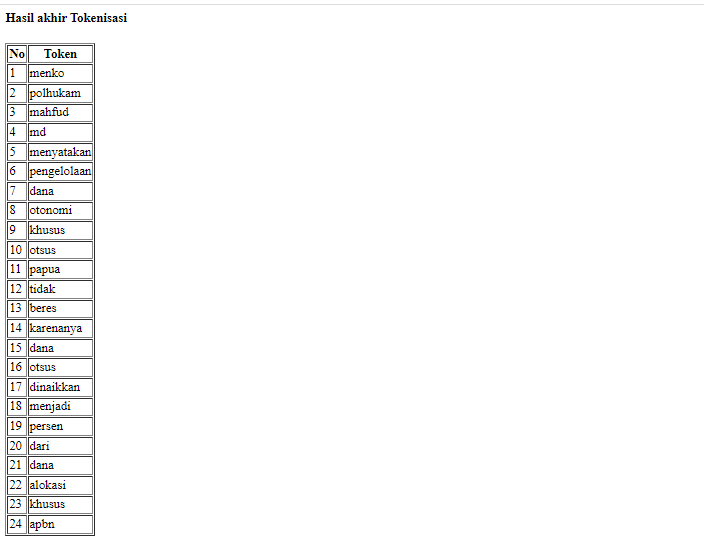 Hasil akhir Tokenisasi
No Token
1 menko
2 polhukam
3 mahfud
4 md
5 menyatakan
6 pengelolaan
7 dana
8 otonomi
9 khusus
10 otsus
11 papua
12 tidak
13 beres
14 karenanya
15 dana
16 otsus
17 dinaikkan
18 menjadi
19 persen
20 dari
21 dana
22 alokasi
23 khusus
24 apbn